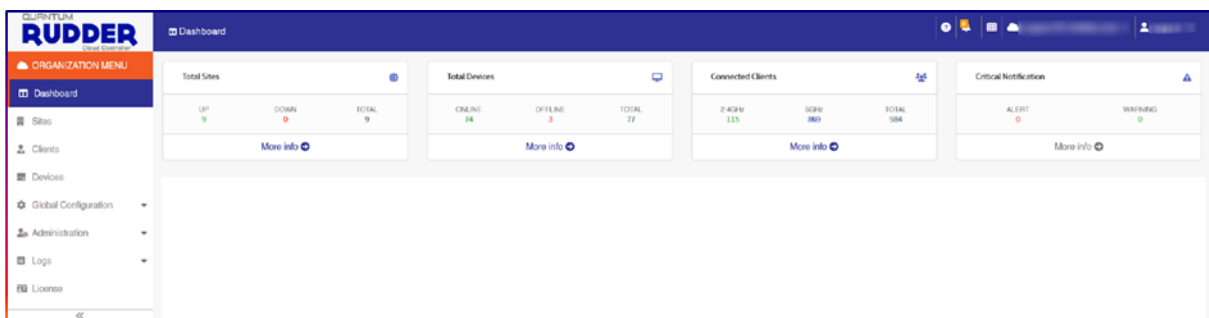 QUANTUM
RUDDER
Cloud Controller
Dashboard
ORGANIZATION MENU
Dashboard
Sites
Clients
Devices
Global Configuration
Administration
Logs
License
Total Sites
UP DOWN TOTAL
9 0 9
More info
Total Devices
ONLINE OFFLINE TOTAL
74 3 77
More info
Connected Clients
2.4GHz 5GHz TOTAL
115 869 984
More info
Critical Notification
ALERT WARNING
0 0
More info